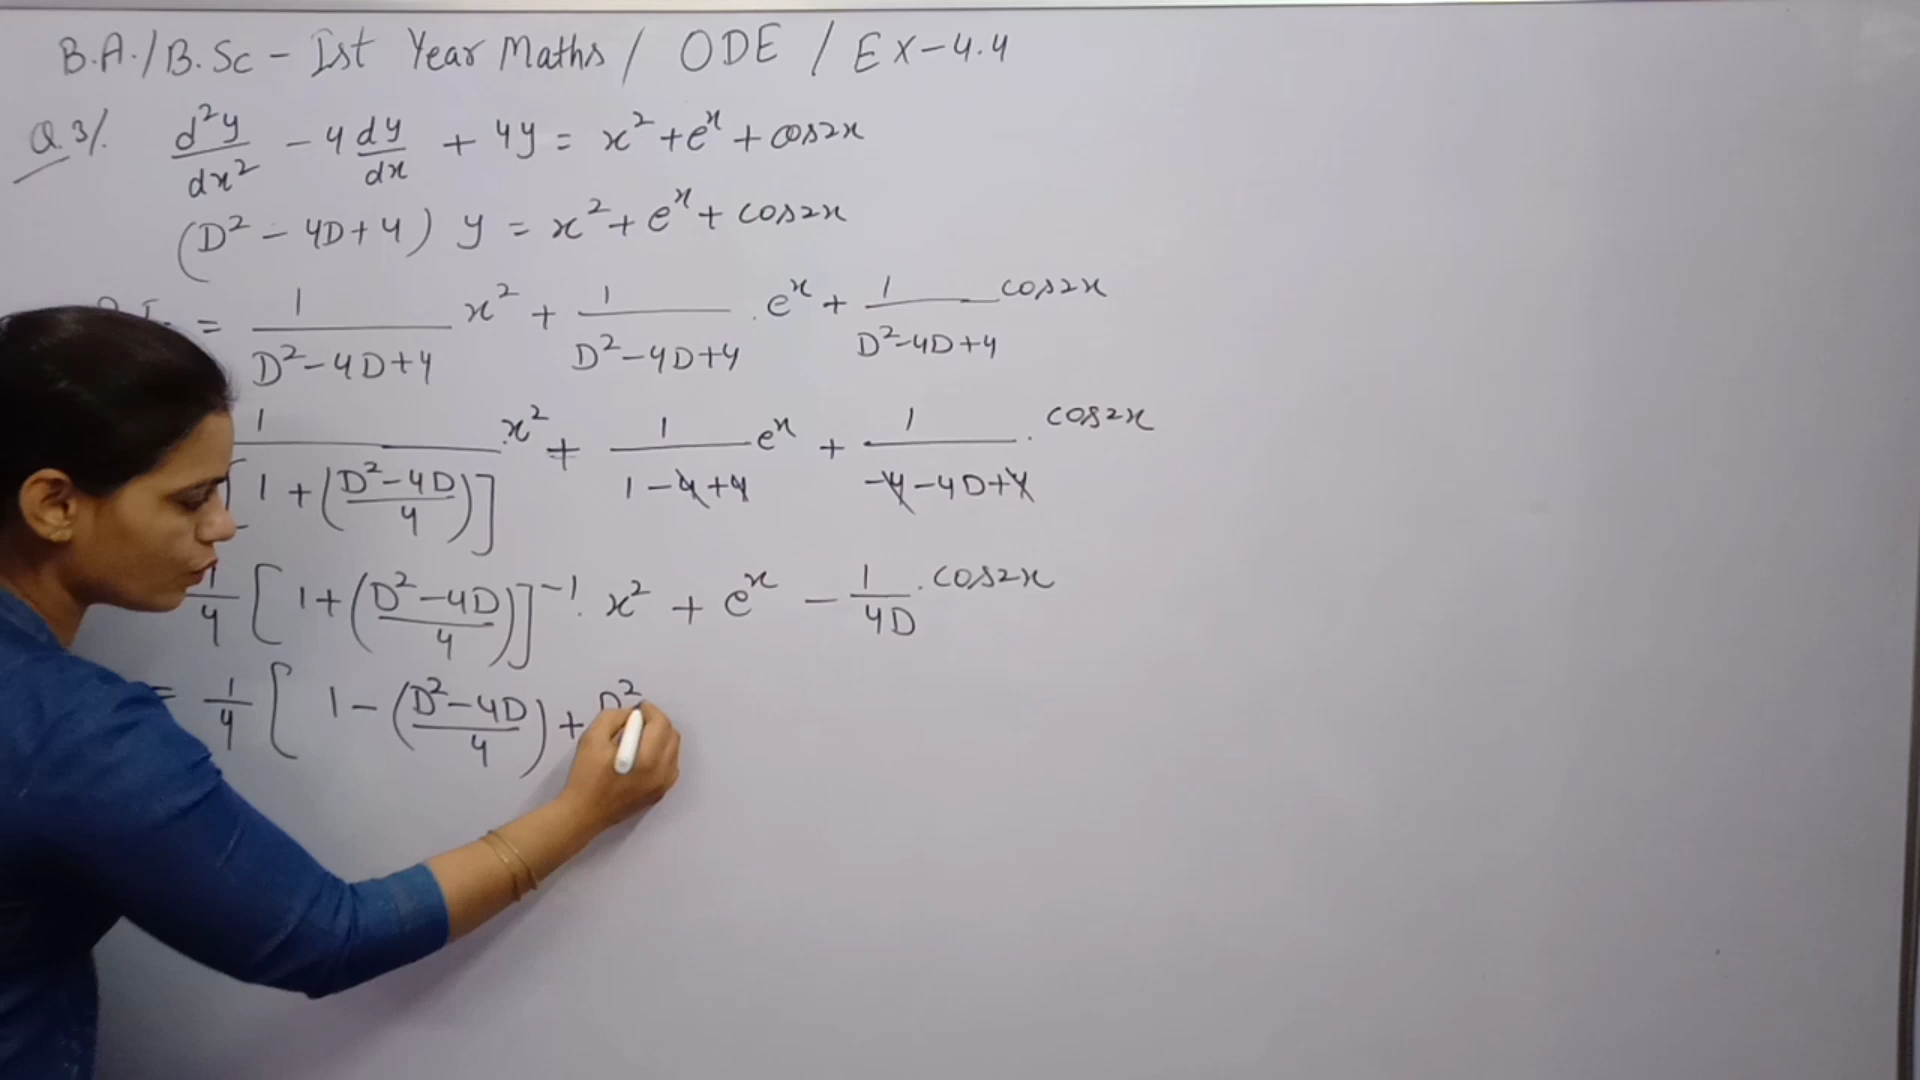 B.A./B.Sc - Ist Year Maths / ODE / Ex-4.4
Q.3/. d²y/dx² - 4 dy/dx + 4y = x² + eˣ + cos2x
(D² - 4D + 4) y = x² + eˣ + cos2x
= 1/(D² - 4D + 4) x² + 1/(D² - 4D + 4) . eˣ + 1/(D² - 4D + 4) cos2x
1/[1 + ((D² - 4D)/4)] . x² + 1/(1 - 4 + 4) eˣ + 1/(-4 - 4D + 4) . cos2x
1/4 [1 + ((D² - 4D)/4)]⁻¹ . x² + eˣ - 1/4D . cos2x
= 1/4 [ 1 - ((D² - 4D)/4) + D²